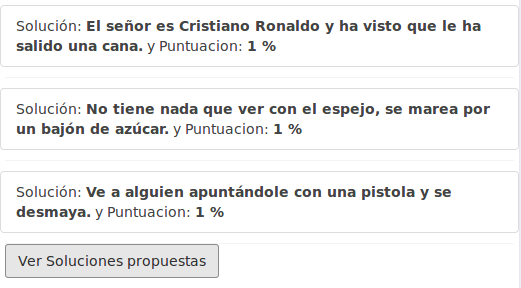 Solución: El señor es Cristiano Ronaldo y ha visto que le ha
salido una cana. y Puntuacion: 1 %
Solución: No tiene nada que ver con el espejo, se marea por
un bajón de azúcar. y Puntuacion: 1 %
Solución: Ve a alguien apuntándole con una pistola y se
desmaya. y Puntuacion: 1 %
Ver Soluciones propuestas